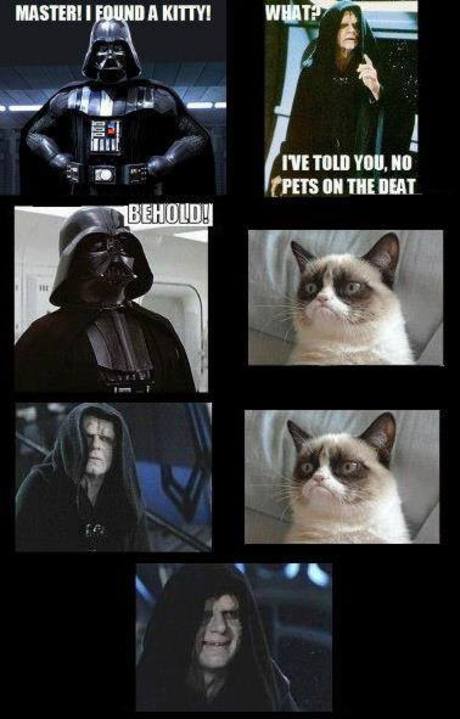 MASTER! I FOUND A KITTY!
WHAT?
I'VE TOLD YOU, NO
PETS ON THE DEAT
BEHOLD!